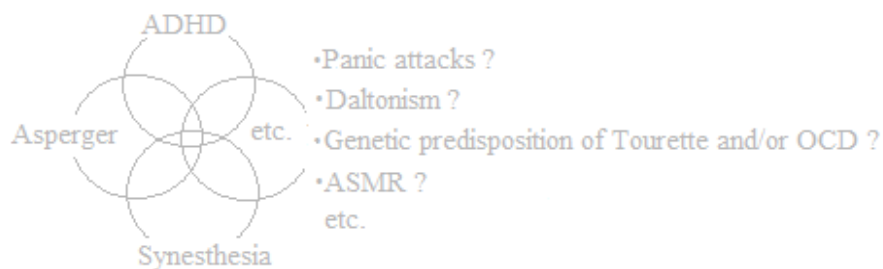 ADHD
Asperger
etc.
Synesthesia
•Panic attacks ?
•Daltonism ?
•Genetic predisposition of Tourette and/or OCD ?
•ASMR ?
etc.